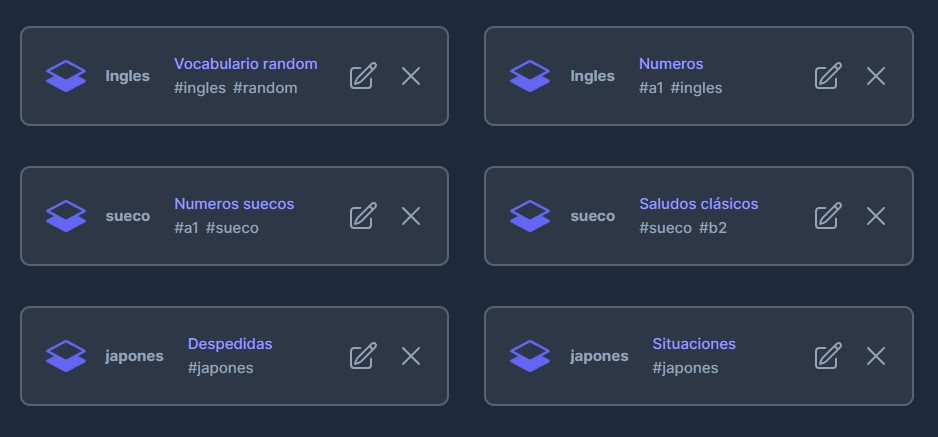 Ingles
Vocabulario random
#ingles #random
Ingles
Numeros
#a1 #ingles
sueco
Numeros suecos
#a1 #sueco
sueco
Saludos clásicos
#sueco #b2
japones
Despedidas
#japones
japones
Situaciones
#japones